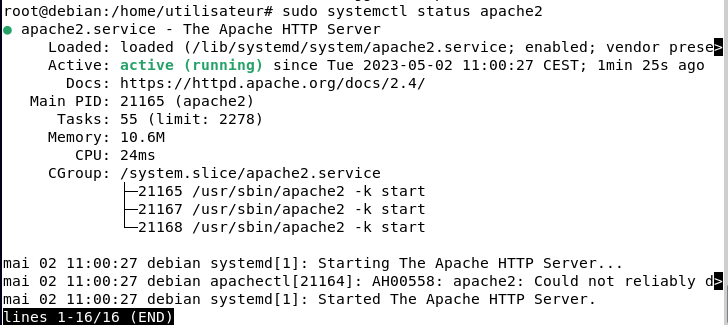 root@debian:/home/utilisateur# sudo systemctl status apache2
● apache2.service - The Apache HTTP Server
     Loaded: loaded (/lib/systemd/system/apache2.service; enabled; vendor prese>
     Active: active (running) since Tue 2023-05-02 11:00:27 CEST; 1min 25s ago
       Docs: https://httpd.apache.org/docs/2.4/
   Main PID: 21165 (apache2)
      Tasks: 55 (limit: 2278)
     Memory: 10.6M
        CPU: 24ms
     CGroup: /system.slice/apache2.service
             ├─21165 /usr/sbin/apache2 -k start
             ├─21167 /usr/sbin/apache2 -k start
             └─21168 /usr/sbin/apache2 -k start

mai 02 11:00:27 debian systemd[1]: Starting The Apache HTTP Server...
mai 02 11:00:27 debian apachectl[21164]: AH00558: apache2: Could not reliably d>
mai 02 11:00:27 debian systemd[1]: Started The Apache HTTP Server.
lines 1-16/16 (END)